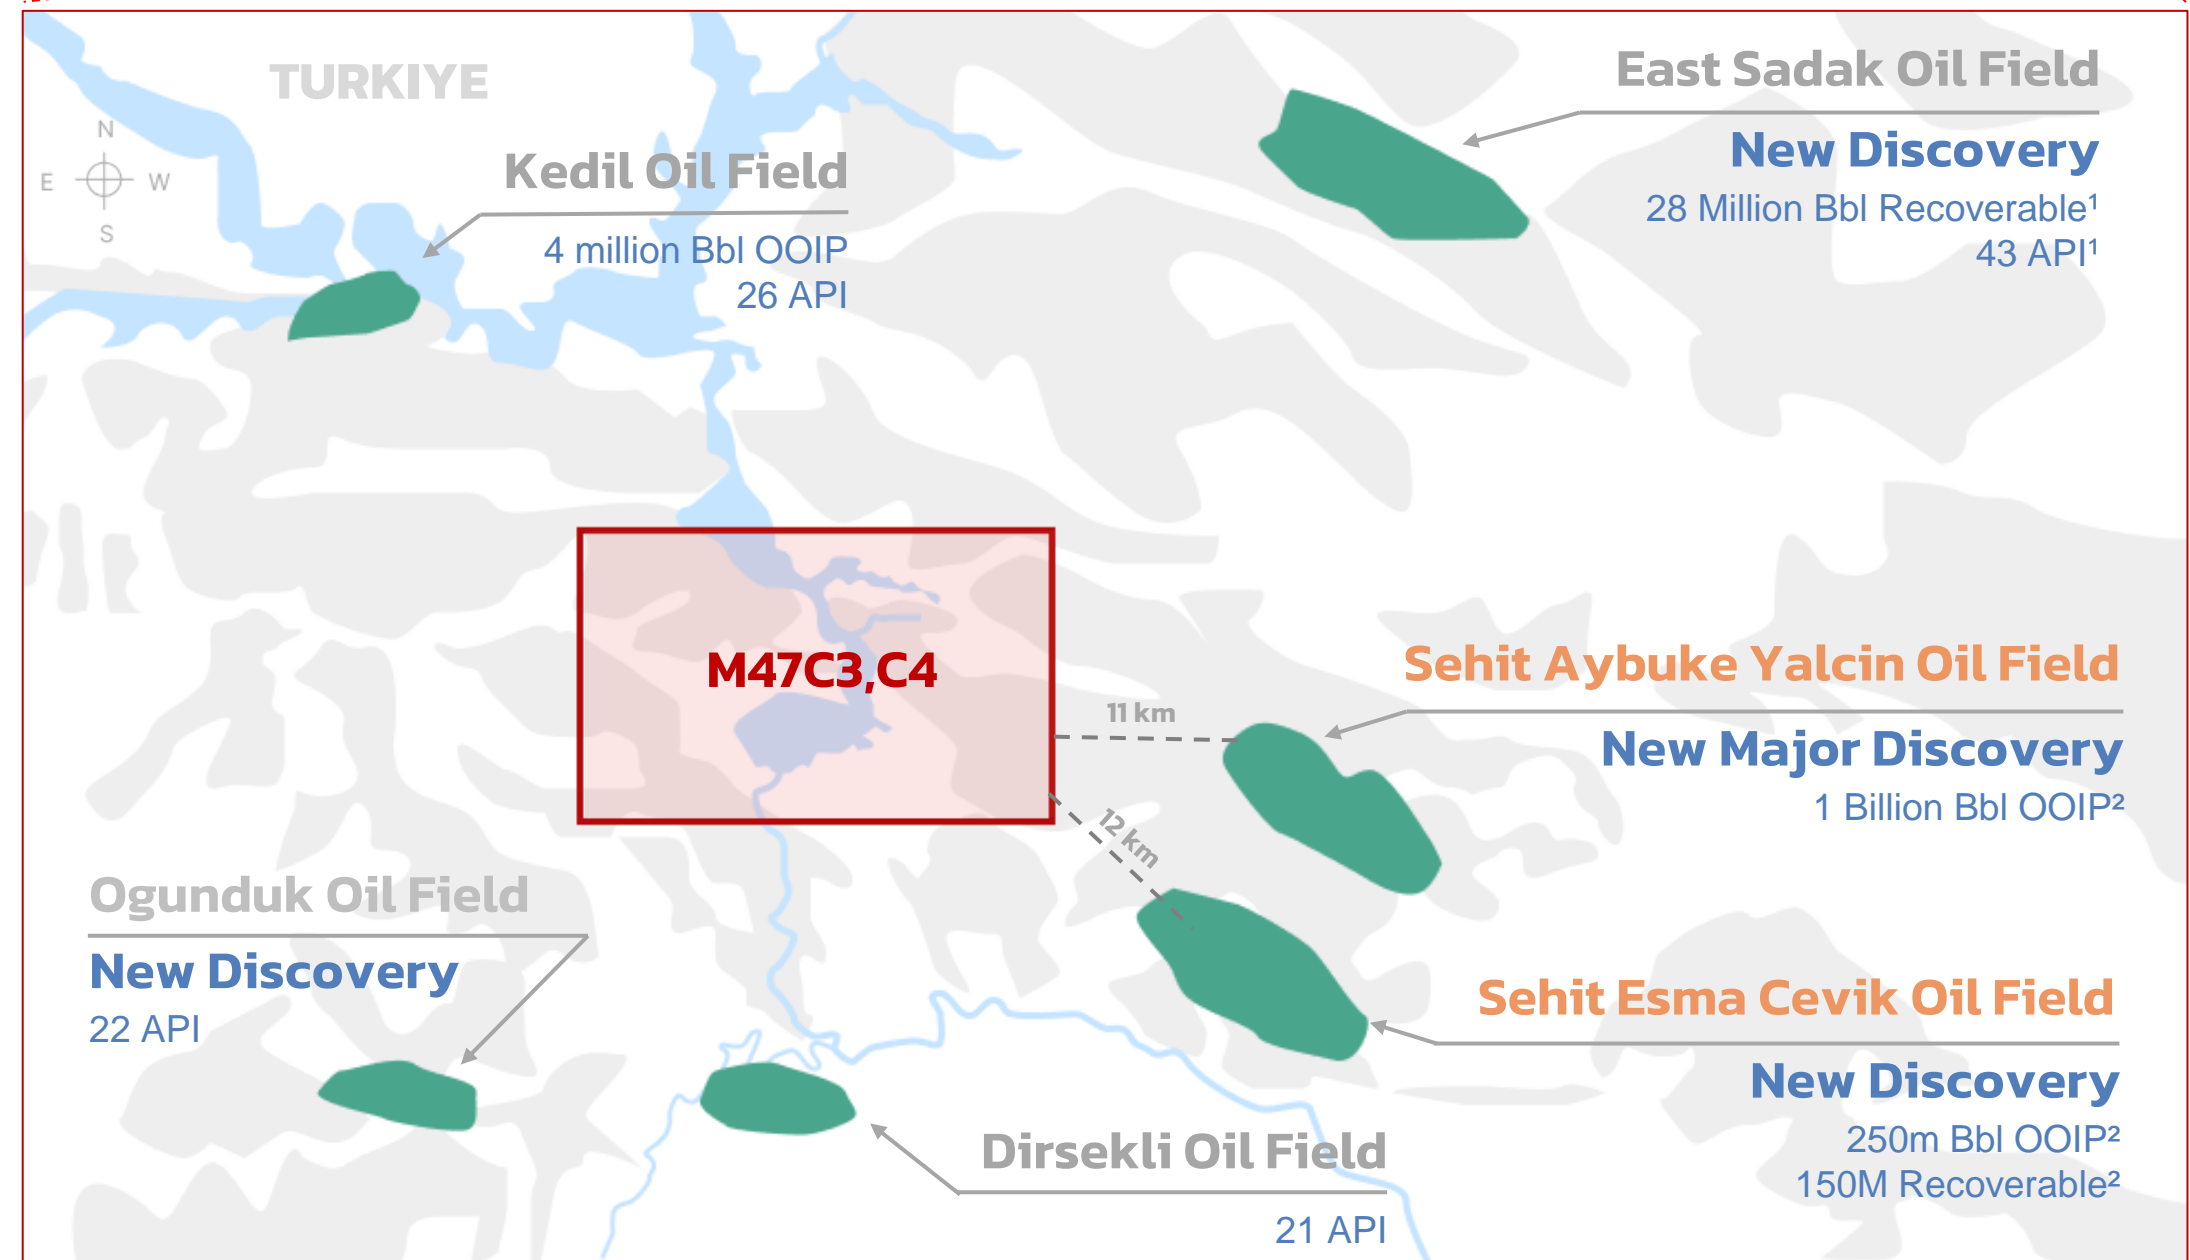 TURKIYE
N
E
W
S
Kedil Oil Field
4 million Bbl OOIP
26 API
East Sadak Oil Field
New Discovery
28 Million Bbl Recoverable¹
43 API¹
M47C3,C4
11 km
12 km
Sehit Aybuke Yalcin Oil Field
New Major Discovery
1 Billion Bbl OOIP²
Ogunduk Oil Field
New Discovery
22 API
Sehit Esma Cevik Oil Field
New Discovery
250m Bbl OOIP²
150M Recoverable²
Dirsekli Oil Field
21 API